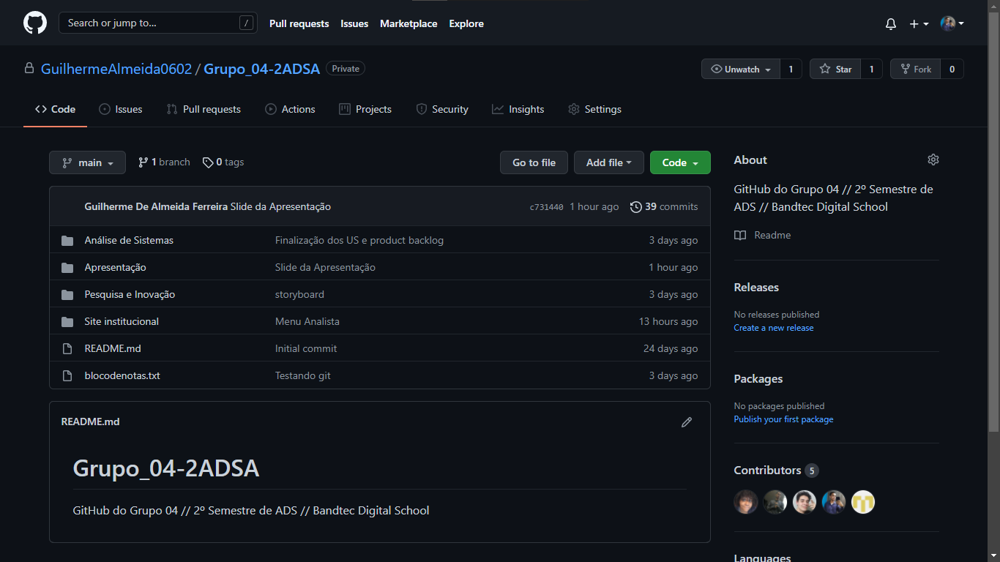 Search or jump to... /
Pull requests Issues Marketplace Explore
GuilhermeAlmeida0602 / Grupo_04-2ADSA Private
Unwatch 1 Star 1 Fork 0
Code Issues Pull requests Actions Projects Security Insights Settings
main 1 branch 0 tags Go to file Add file Code
Guilherme De Almeida Ferreira Slide da Apresentação c731440 1 hour ago 39 commits
Análise de Sistemas Finalização dos US e product backlog 3 days ago
Apresentação Slide da Apresentação 1 hour ago
Pesquisa e Inovação storyboard 3 days ago
Site institucional Menu Analista 13 hours ago
README.md Initial commit 24 days ago
blocodenotas.txt Testando git 3 days ago
README.md
Grupo_04-2ADSA
GitHub do Grupo 04 // 2º Semestre de ADS // Bandtec Digital School
About
GitHub do Grupo 04 // 2º Semestre de
ADS // Bandtec Digital School
Readme
Releases
No releases published
Create a new release
Packages
No packages published
Publish your first package
Contributors 5
Languages